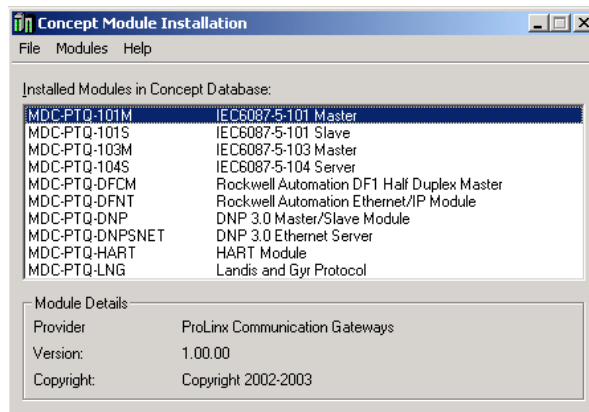 Concept Module Installation
File Modules Help
Installed Modules in Concept Database:
MDC-PTQ-101M IEC6087-5-101 Master
MDC-PTQ-101S IEC6087-5-101 Slave
MDC-PTQ-103M IEC6087-5-103 Master
MDC-PTQ-104S IEC6087-5-104 Server
MDC-PTQ-DFCM Rockwell Automation DF1 Half Duplex Master
MDC-PTQ-DFNT Rockwell Automation Ethernet/IP Module
MDC-PTQ-DNP DNP 3.0 Master/Slave Module
MDC-PTQ-DNPSNET DNP 3.0 Ethernet Server
MDC-PTQ-HART HART Module
MDC-PTQ-LNG Landis and Gyr Protocol
Module Details
Provider ProLinx Communication Gateways
Version: 1.00.00
Copyright: Copyright 2002-2003